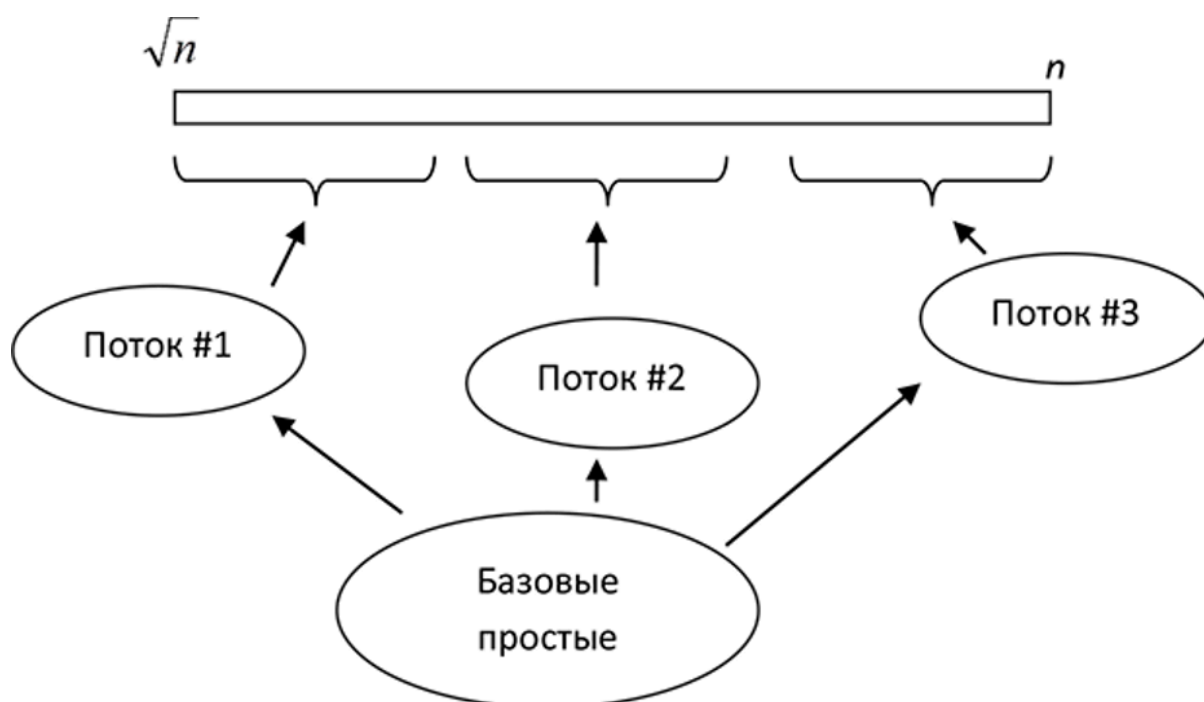 √n
n
Поток #1
Поток #2
Поток #3
Базовые
простые